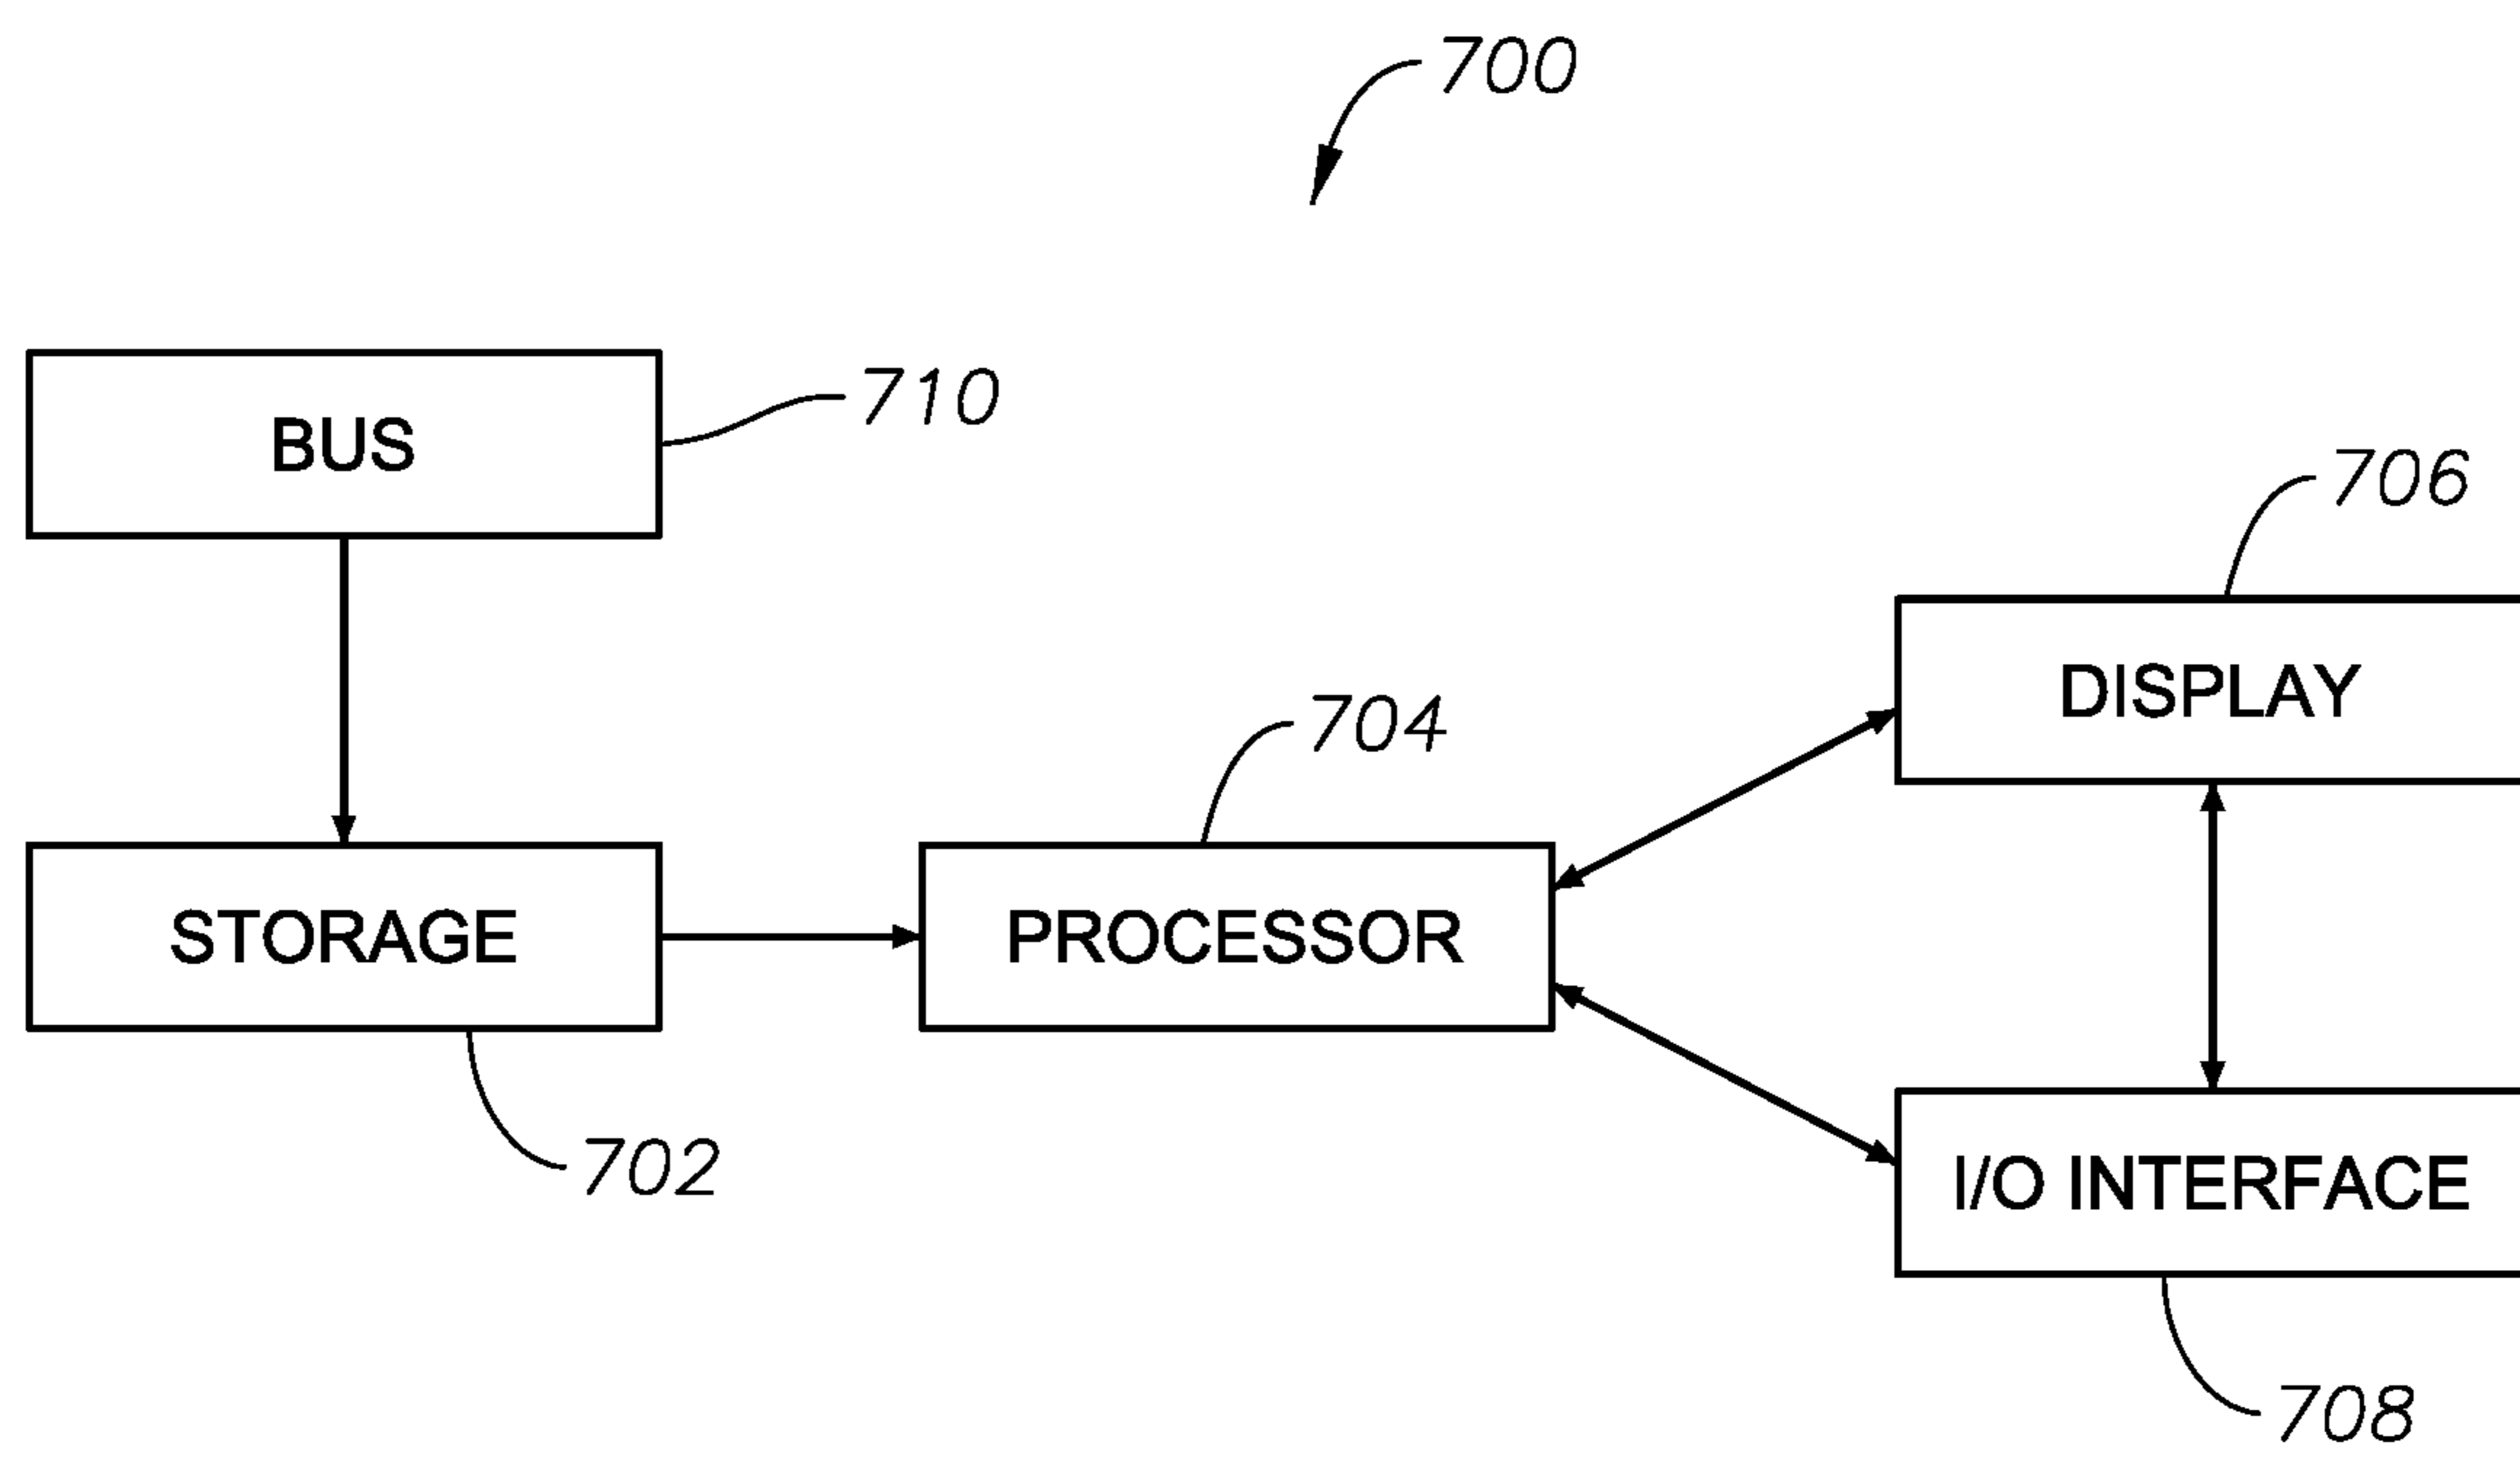 700
BUS
710
706
DISPLAY
704
STORAGE
PROCESSOR
702
I/O INTERFACE
708